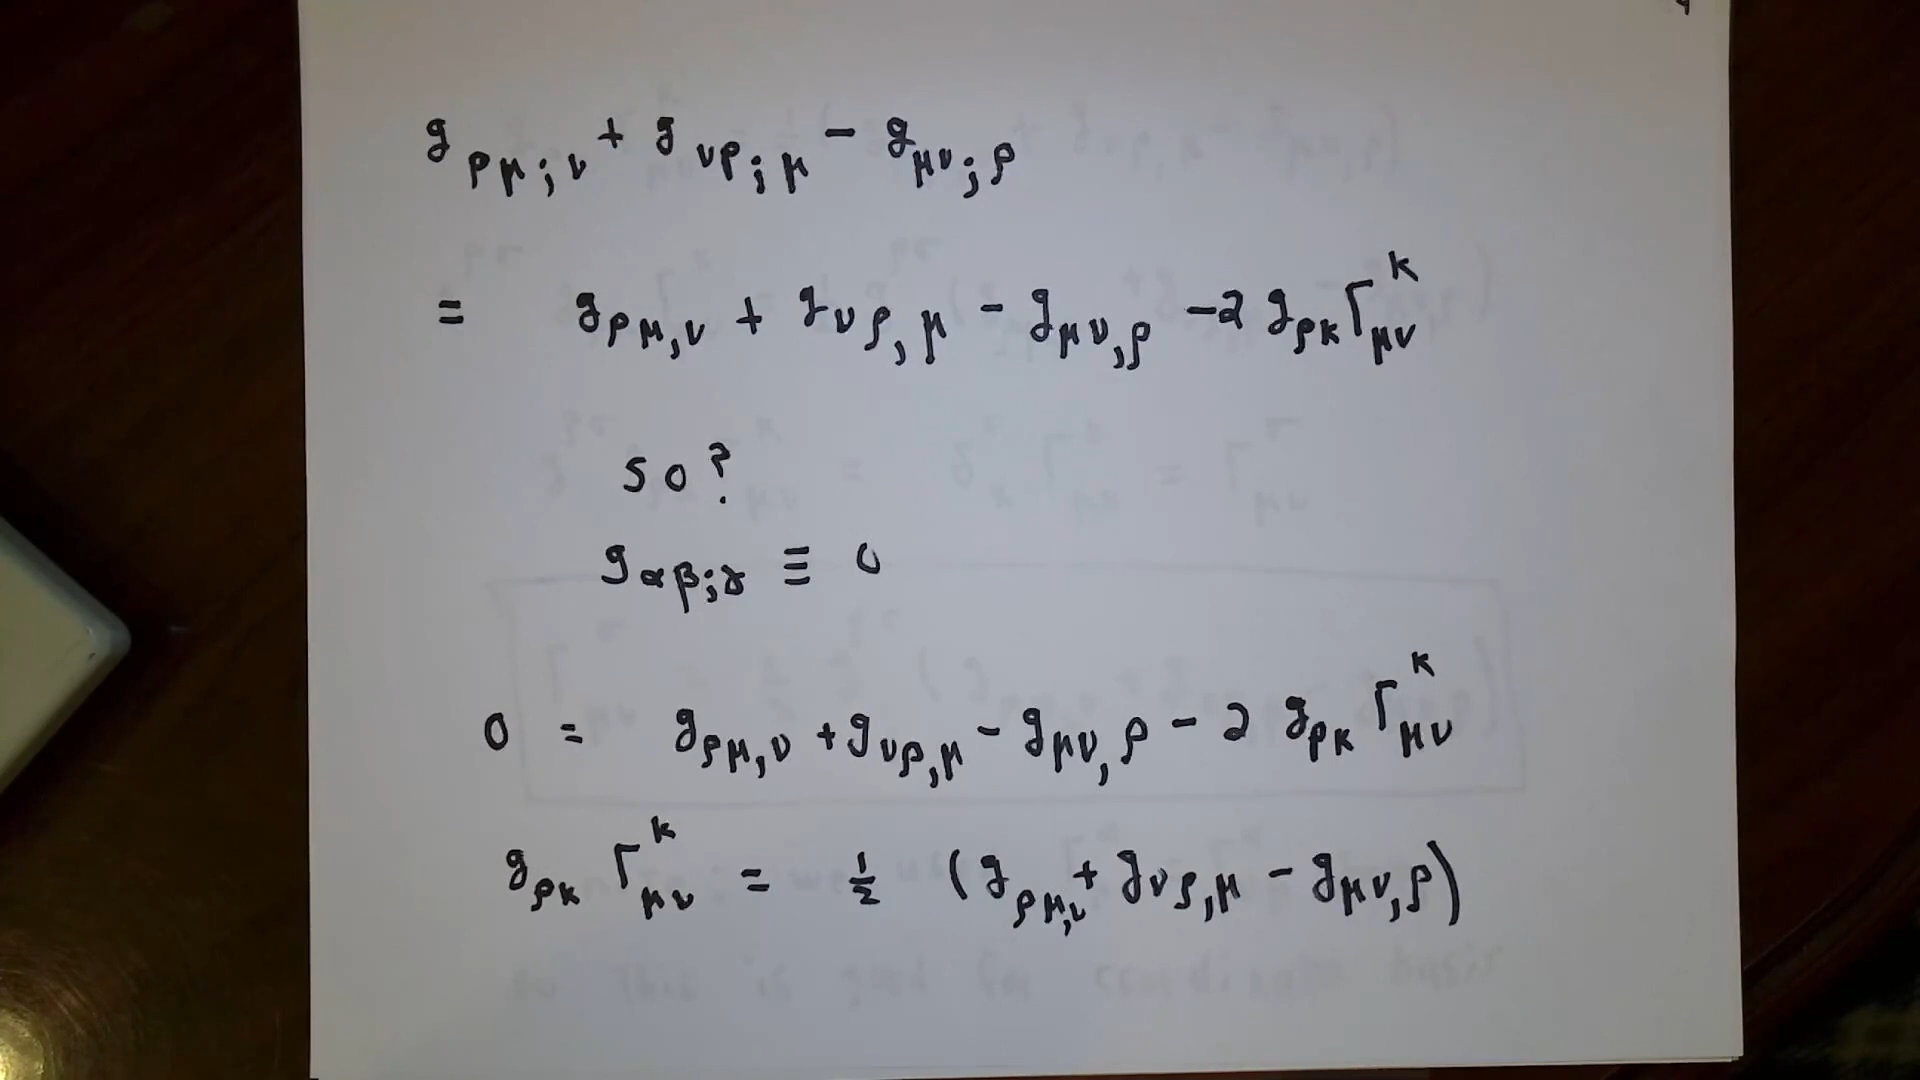 g_{ρμ;ν} + g_{νρ;μ} − g_{μν;ρ}
= g_{ρμ,ν} + g_{νρ,μ} − g_{μν,ρ} − 2 g_{ρκ} Γ^κ_{μν}
so?
g_{αβ;γ} ≡ 0
0 = g_{ρμ,ν} + g_{νρ,μ} − g_{μν,ρ} − 2 g_{ρκ} Γ^κ_{μν}
g_{ρκ} Γ^κ_{μν} = ½ (g_{ρμ,ν} + g_{νρ,μ} − g_{μν,ρ})